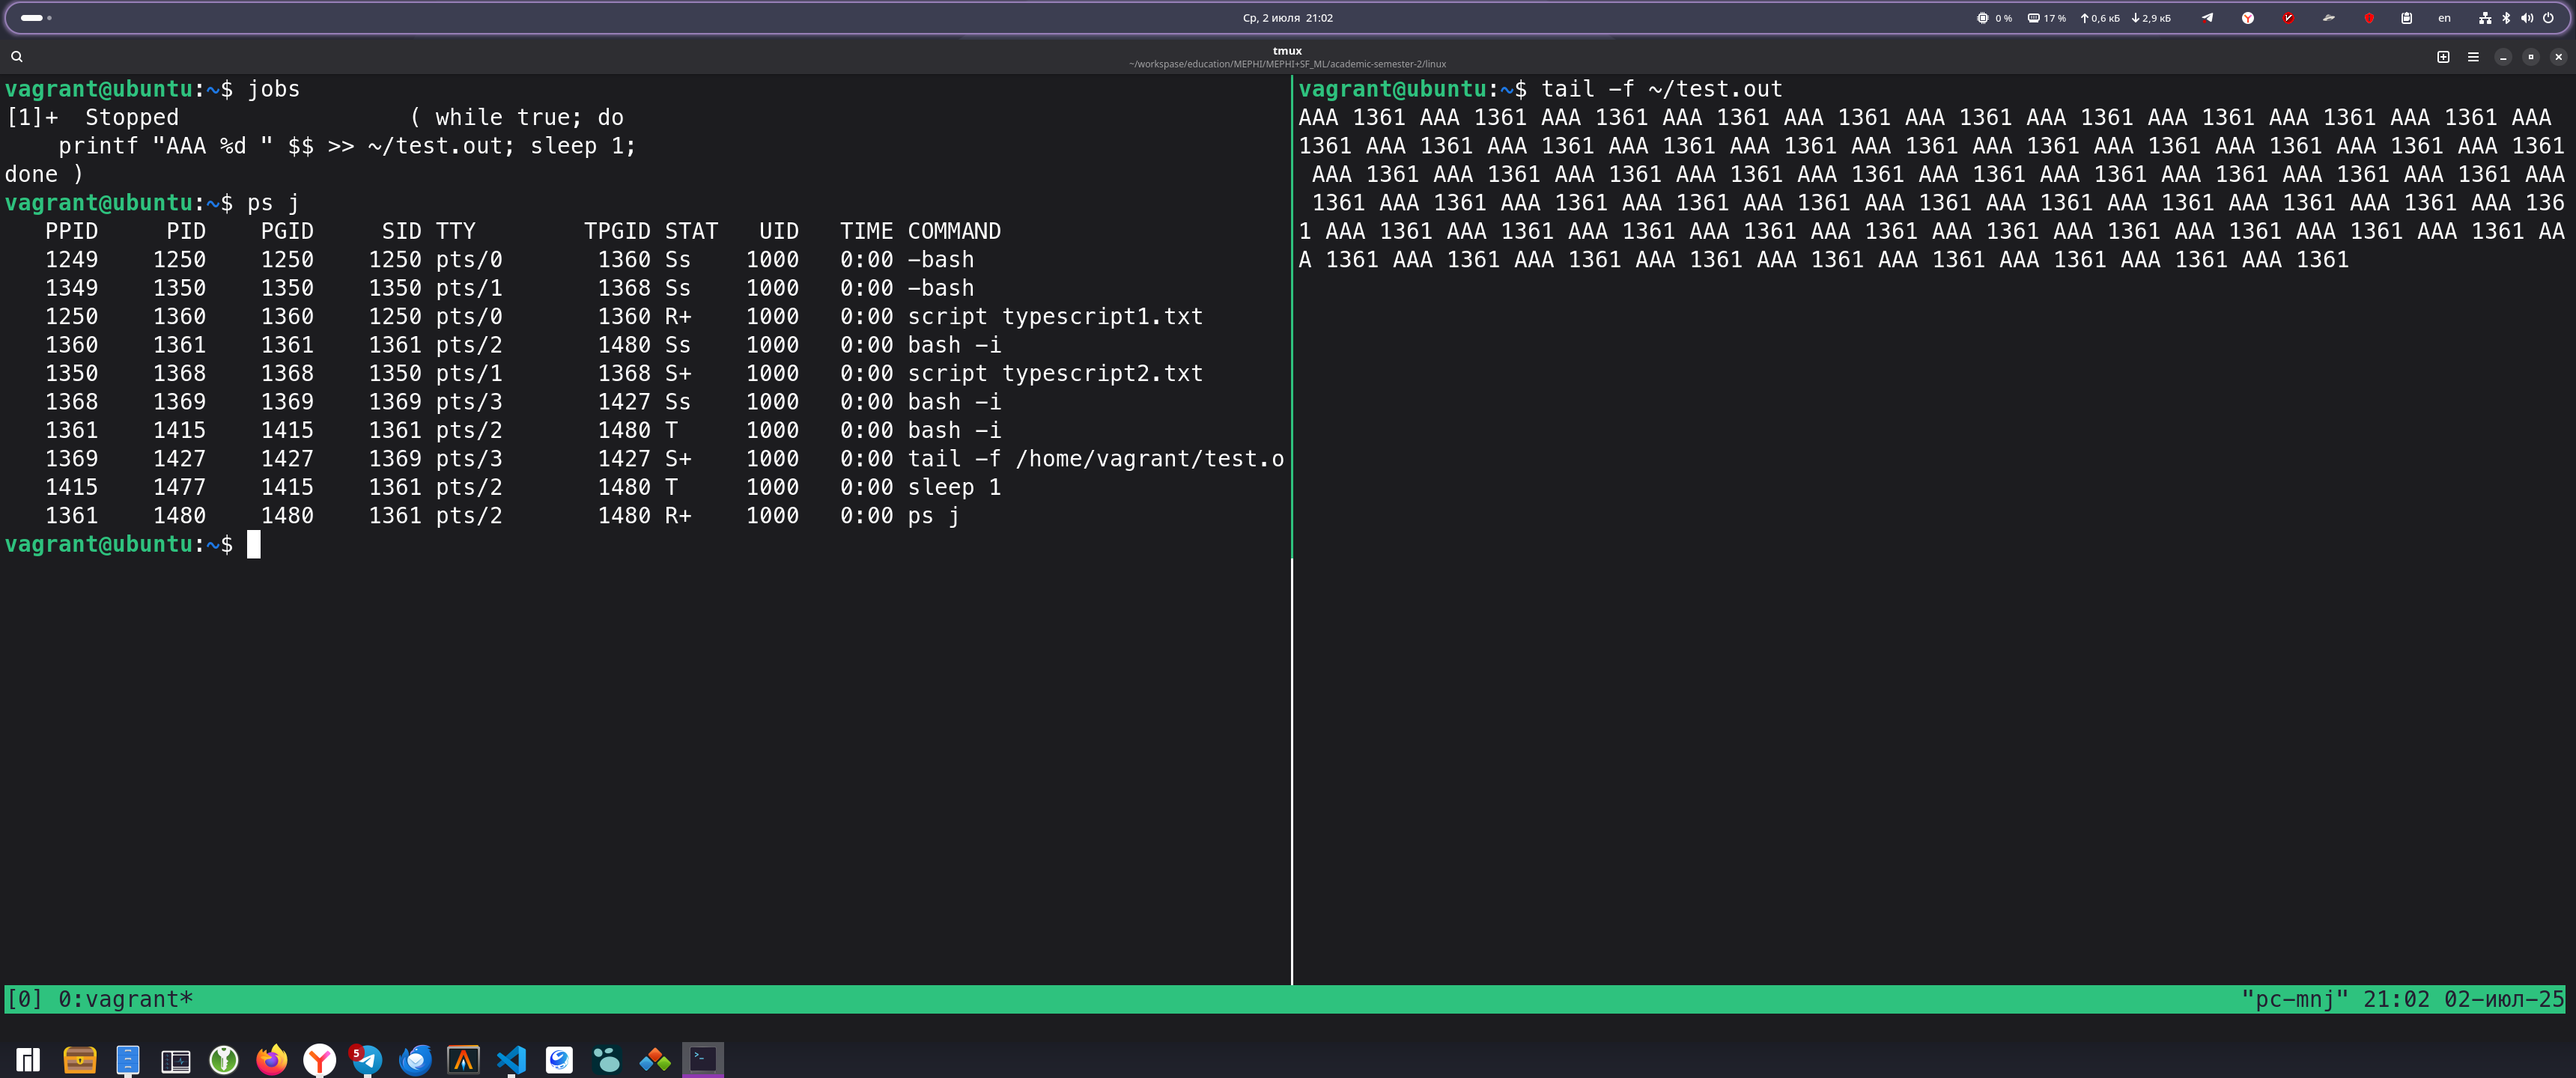 Ср, 2 июля 21:02
0 % 17 % 0,6 кБ 2,9 кБ en
tmux
~/workspase/education/MEPHI/MEPHI+SF_ML/academic-semester-2/linux
vagrant@ubuntu:~$ jobs
[1]+  Stopped                 ( while true; do
    printf "AAA %d " $$ >> ~/test.out; sleep 1;
done )
vagrant@ubuntu:~$ ps j
   PPID     PID    PGID     SID TTY        TPGID STAT   UID   TIME COMMAND
   1249    1250    1250    1250 pts/0       1360 Ss    1000   0:00 -bash
   1349    1350    1350    1350 pts/1       1368 Ss    1000   0:00 -bash
   1250    1360    1360    1250 pts/0       1360 R+    1000   0:00 script typescript1.txt
   1360    1361    1361    1361 pts/2       1480 Ss    1000   0:00 bash -i
   1350    1368    1368    1350 pts/1       1368 S+    1000   0:00 script typescript2.txt
   1368    1369    1369    1369 pts/3       1427 Ss    1000   0:00 bash -i
   1361    1415    1415    1361 pts/2       1480 T     1000   0:00 bash -i
   1369    1427    1427    1369 pts/3       1427 S+    1000   0:00 tail -f /home/vagrant/test.o
   1415    1477    1415    1361 pts/2       1480 T     1000   0:00 sleep 1
   1361    1480    1480    1361 pts/2       1480 R+    1000   0:00 ps j
vagrant@ubuntu:~$
vagrant@ubuntu:~$ tail -f ~/test.out
AAA 1361 AAA 1361 AAA 1361 AAA 1361 AAA 1361 AAA 1361 AAA 1361 AAA 1361 AAA 1361 AAA 1361 AAA
1361 AAA 1361 AAA 1361 AAA 1361 AAA 1361 AAA 1361 AAA 1361 AAA 1361 AAA 1361 AAA 1361 AAA 1361
 AAA 1361 AAA 1361 AAA 1361 AAA 1361 AAA 1361 AAA 1361 AAA 1361 AAA 1361 AAA 1361 AAA 1361 AAA
 1361 AAA 1361 AAA 1361 AAA 1361 AAA 1361 AAA 1361 AAA 1361 AAA 1361 AAA 1361 AAA 1361 AAA 136
1 AAA 1361 AAA 1361 AAA 1361 AAA 1361 AAA 1361 AAA 1361 AAA 1361 AAA 1361 AAA 1361 AAA 1361 AA
A 1361 AAA 1361 AAA 1361 AAA 1361 AAA 1361 AAA 1361 AAA 1361 AAA 1361 AAA 1361
[0] 0:vagrant*
"pc-mnj" 21:02 02-июл-25
5